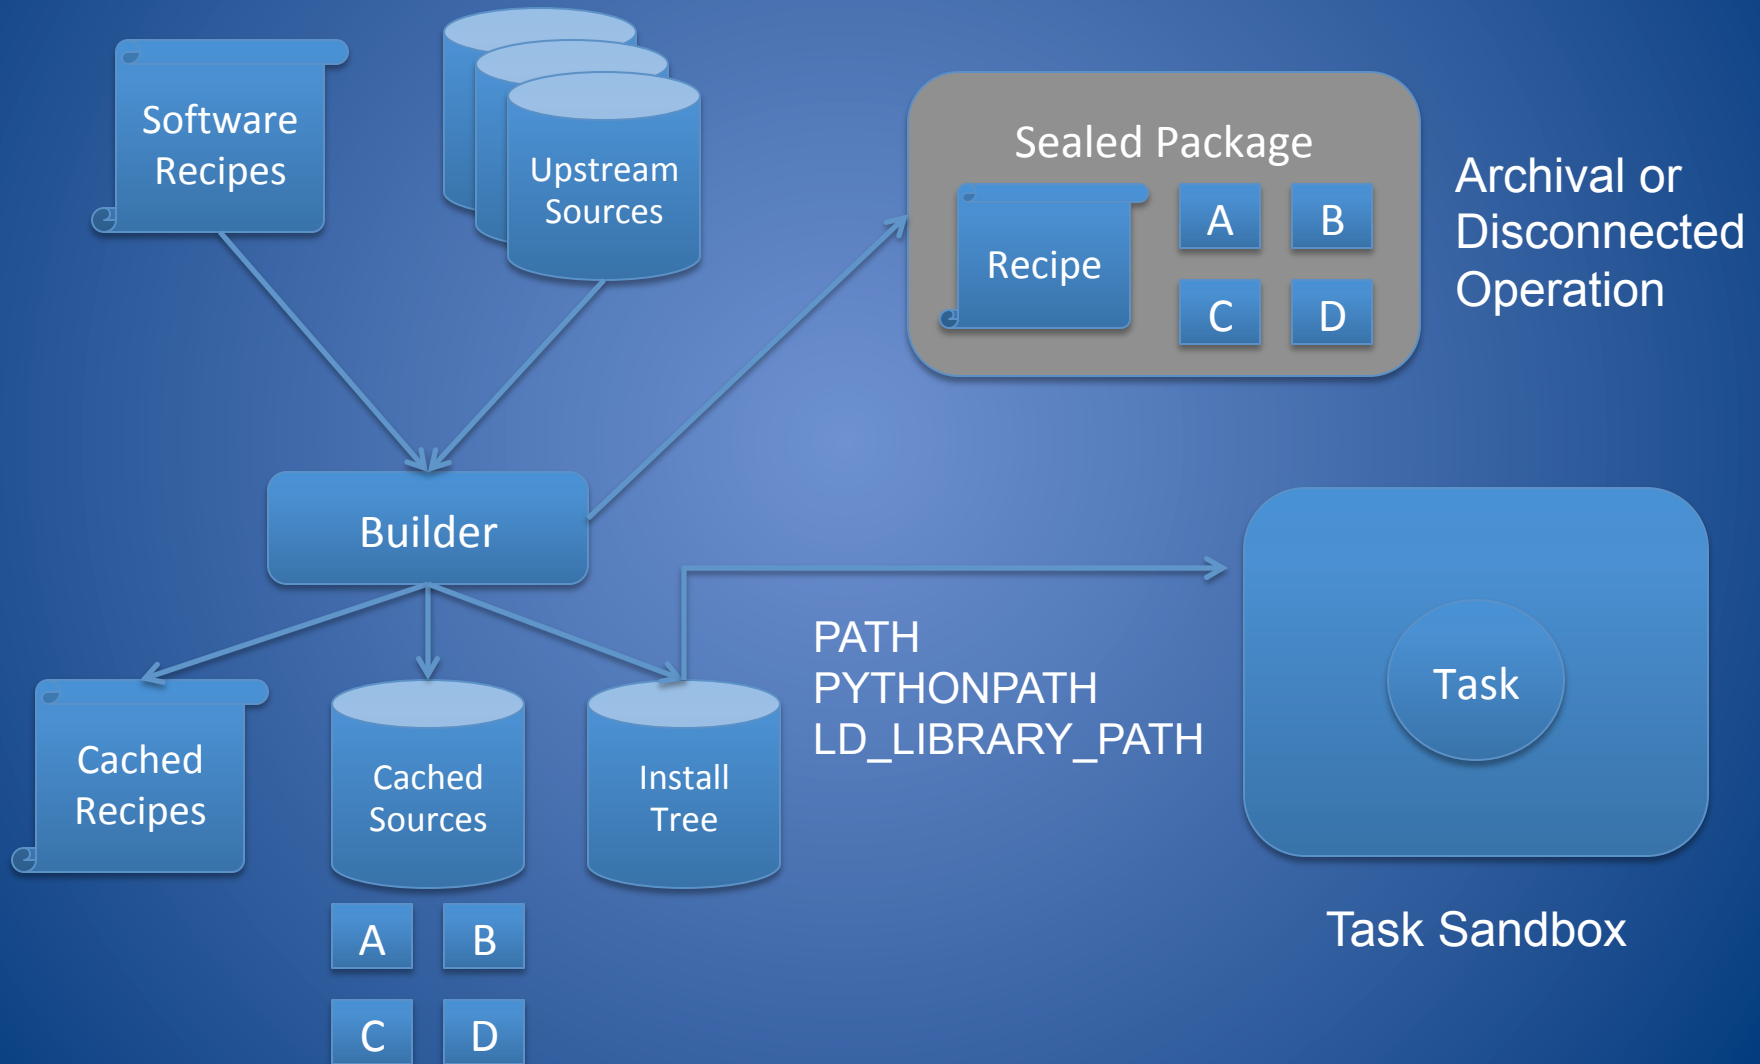 Software
Recipes
Upstream
Sources
Sealed Package
Recipe
A
B
C
D
Archival or
Disconnected
Operation
Builder
PATH
PYTHONPATH
LD_LIBRARY_PATH
Task
Cached
Recipes
Cached
Sources
Install
Tree
A
B
C
D
Task Sandbox